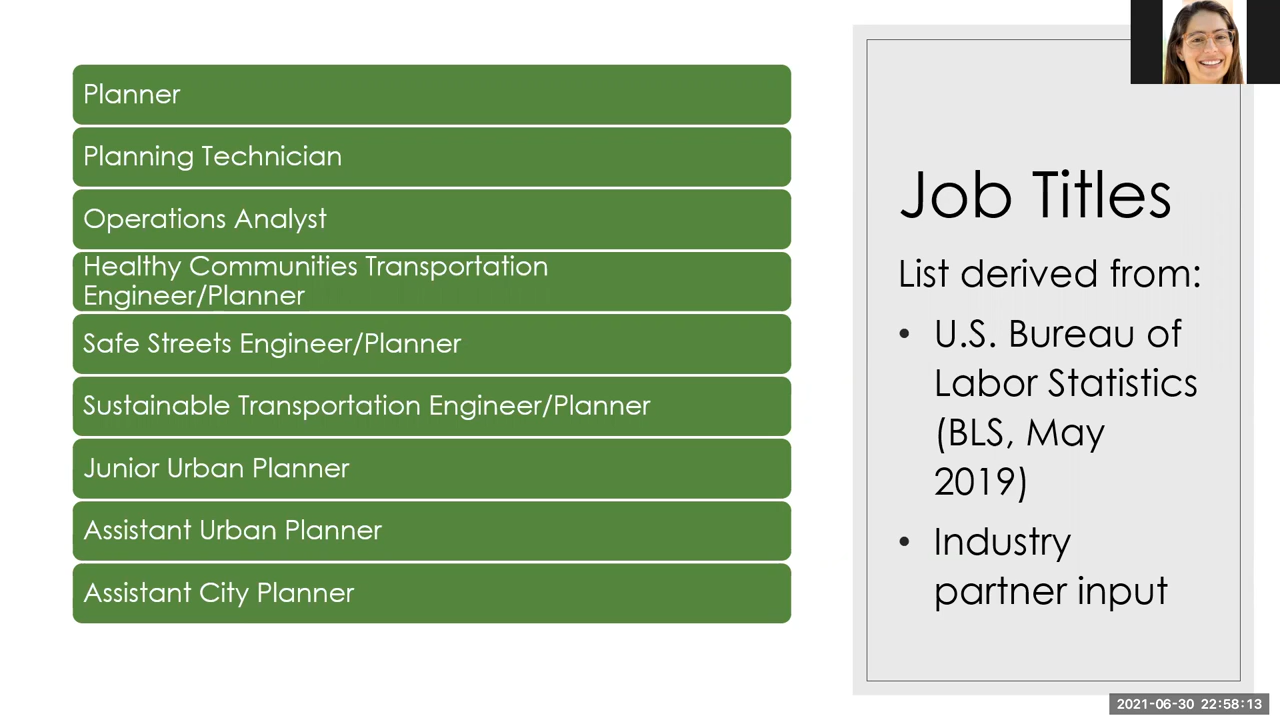 Planner
Planning Technician
Operations Analyst
Healthy Communities Transportation
Engineer/Planner
Safe Streets Engineer/Planner
Sustainable Transportation Engineer/Planner
Junior Urban Planner
Assistant Urban Planner
Assistant City Planner
Job Titles
List derived from:
• U.S. Bureau of
Labor Statistics
(BLS, May
2019)
• Industry
partner input
2021-06-30 22:58:13